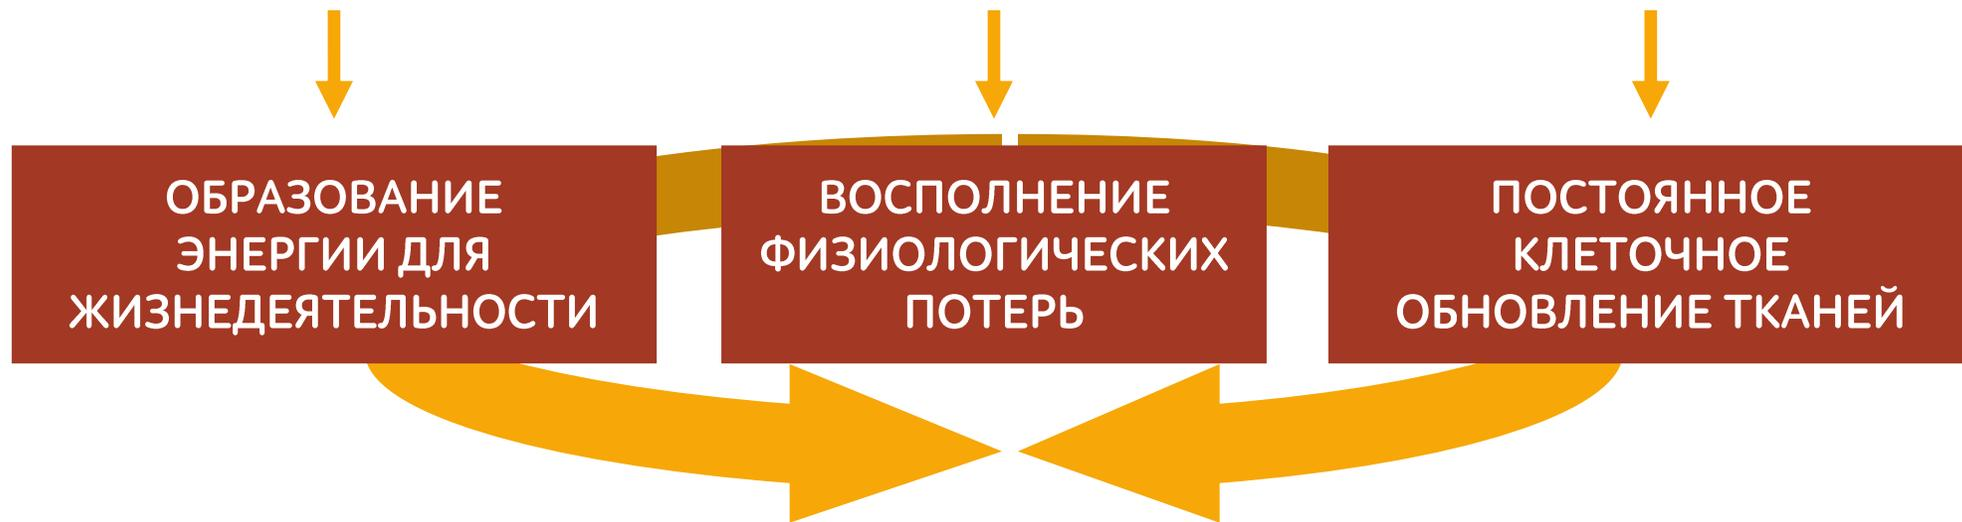 ОБРАЗОВАНИЕ
ЭНЕРГИИ ДЛЯ
ЖИЗНЕДЕЯТЕЛЬНОСТИ
ВОСПОЛНЕНИЕ
ФИЗИОЛОГИЧЕСКИХ
ПОТЕРЬ
ПОСТОЯННОЕ
КЛЕТОЧНОЕ
ОБНОВЛЕНИЕ ТКАНЕЙ